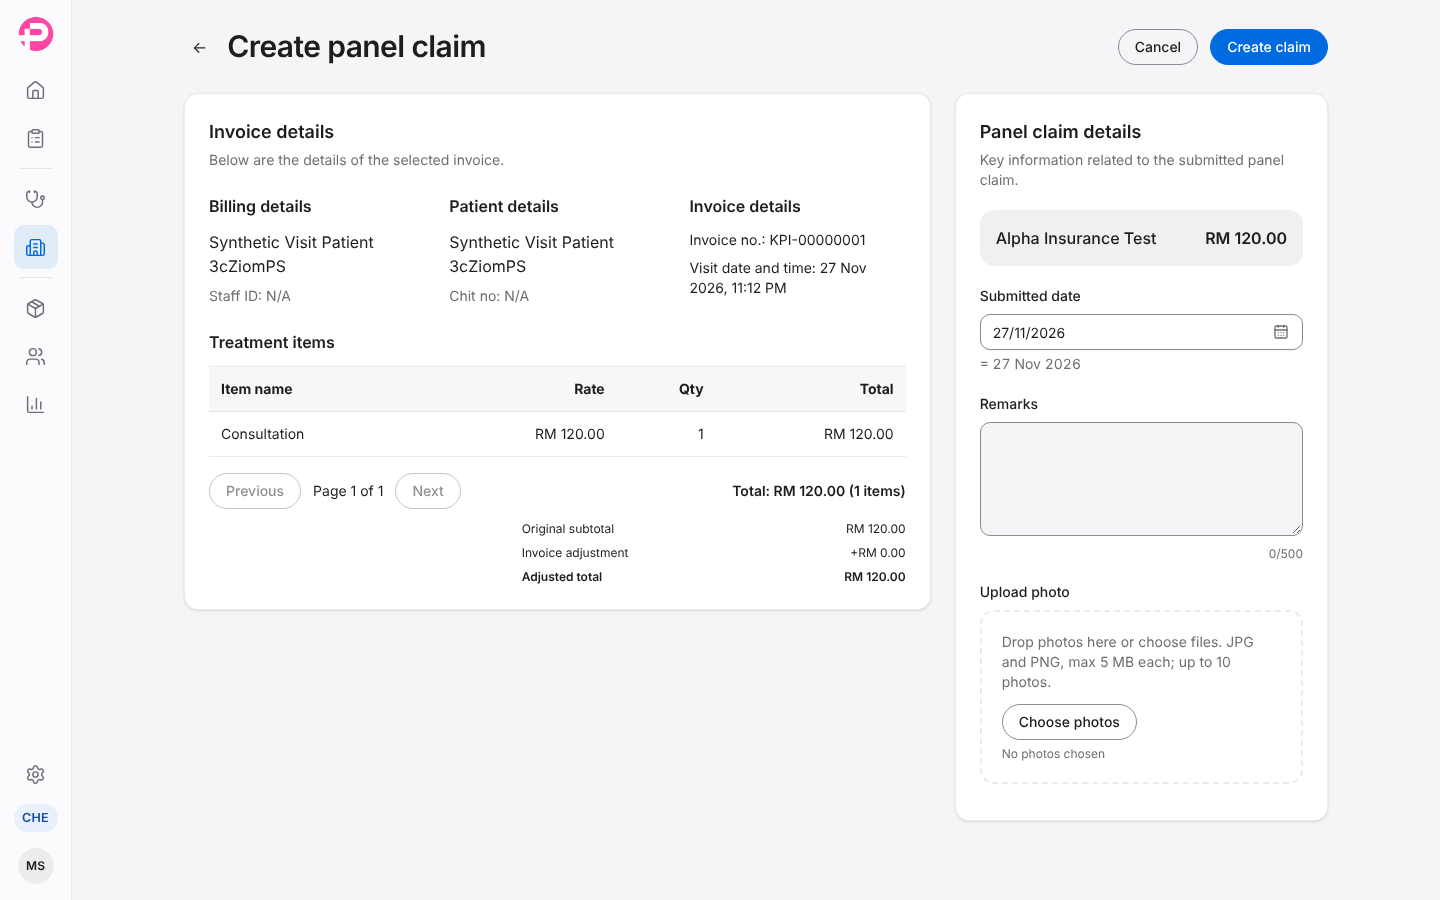 Create panel claim
Cancel
Create claim
Invoice details
Below are the details of the selected invoice.
Billing details
Synthetic Visit Patient
3cZiomPS
Staff ID: N/A
Patient details
Synthetic Visit Patient
3cZiomPS
Chit no: N/A
Invoice details
Invoice no.: KPI-00000001
Visit date and time: 27 Nov
2026, 11:12 PM
Treatment items
Item name Rate Qty Total
Consultation RM 120.00 1 RM 120.00
Previous Page 1 of 1 Next Total: RM 120.00 (1 items)
Original subtotal RM 120.00
Invoice adjustment +RM 0.00
Adjusted total RM 120.00
Panel claim details
Key information related to the submitted panel
claim.
Alpha Insurance Test RM 120.00
Submitted date
27/11/2026
= 27 Nov 2026
Remarks
0/500
Upload photo
Drop photos here or choose files. JPG
and PNG, max 5 MB each; up to 10
photos.
Choose photos
No photos chosen
CHE
MS